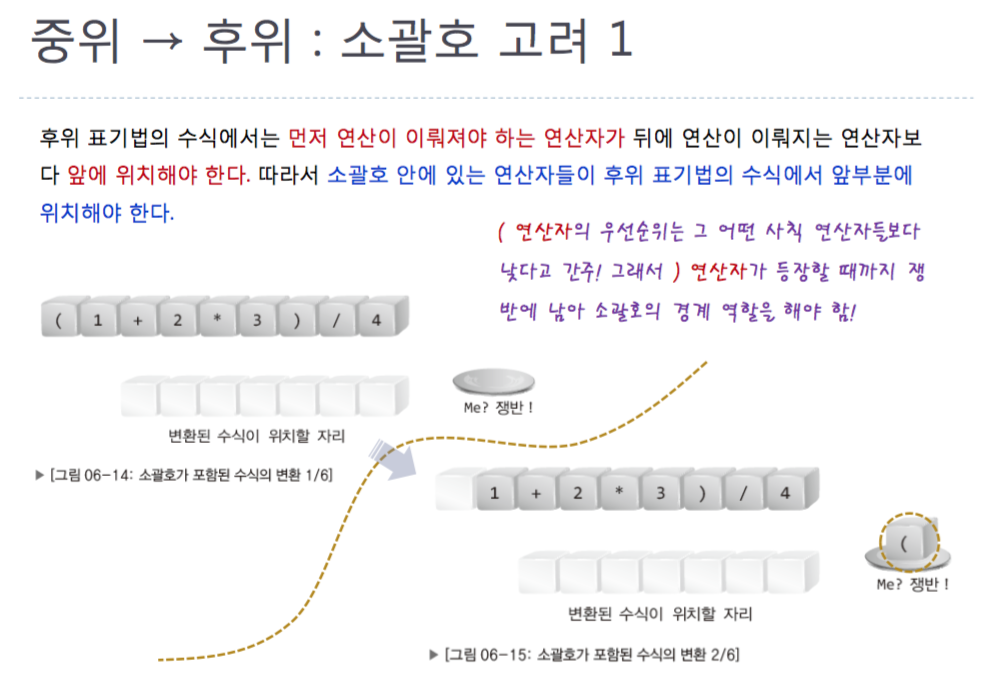 중위 → 후위 : 소괄호 고려 1
후위 표기법의 수식에서는 먼저 연산이 이뤄져야 하는 연산자가 뒤에 연산이 이뤄지는 연산자보
다 앞에 위치해야 한다. 따라서 소괄호 안에 있는 연산자들이 후위 표기법의 수식에서 앞부분에
위치해야 한다.
( 연산자의 우선순위는 그 어떤 사칙 연산자들보다
낮다고 간주! 그래서 ) 연산자가 등장할 때까지 쟁
반에 남아 소괄호의 경계 역할을 해야 함!
( 1 + 2 * 3 ) / 4
Me? 쟁반 !
변환된 수식이 위치할 자리
▶ [그림 06-14: 소괄호가 포함된 수식의 변환 1/6]
1 + 2 * 3 ) / 4
(
Me? 쟁반 !
변환된 수식이 위치할 자리
▶ [그림 06-15: 소괄호가 포함된 수식의 변환 2/6]